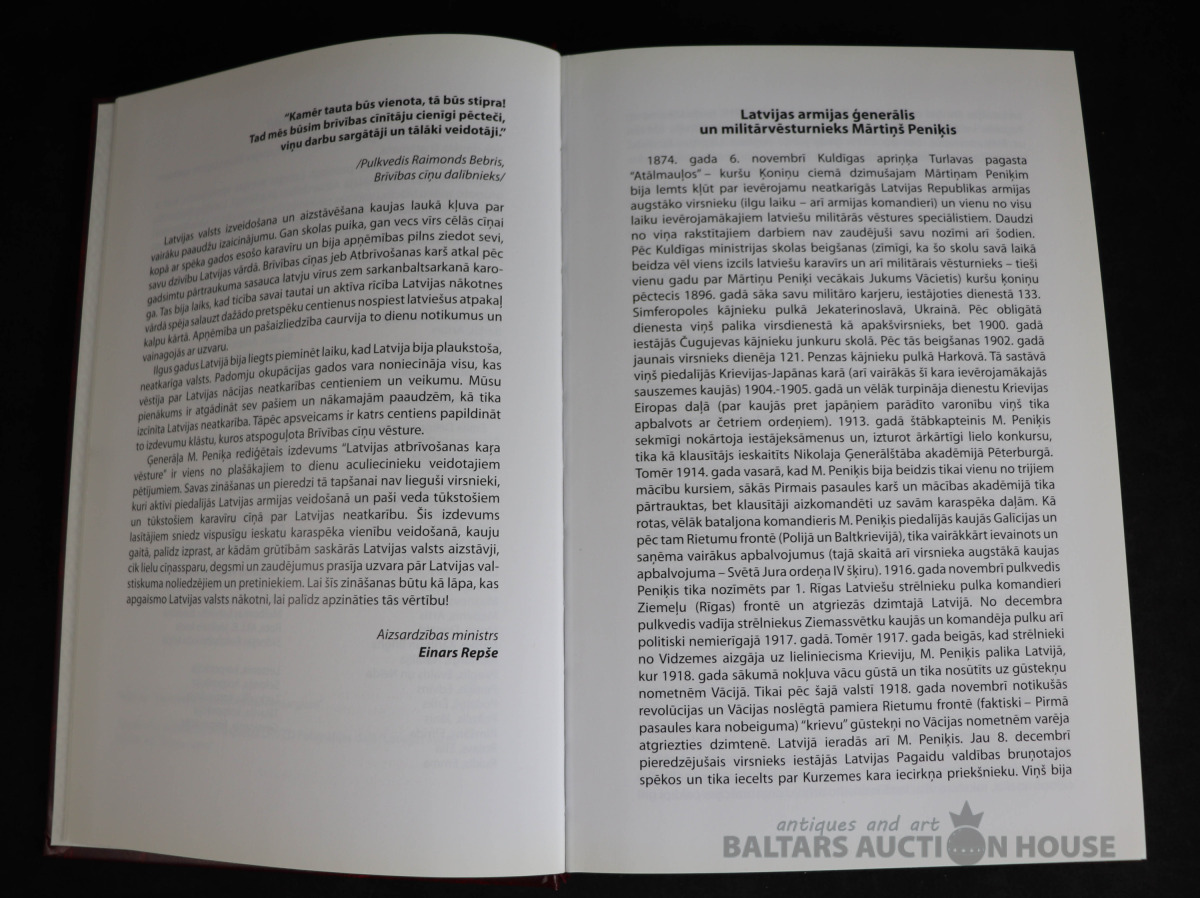 “Kamēr tauta būs vienota, tā būs stipra!
Tad mēs būsim brīvības cīnītāju cienīgi pēcteči,
viņu darbu sargātāji un tālāki veidotāji.”
/Pulkvedis Raimonds Bebris,
Brīvības cīņu dalībnieks/
Latvijas valsts izveidošana un aizstāvēšana kaujas laukā kļuva par
vairāku paaudžu izaicinājumu. Gan skolas puika, gan vecs vīrs cēlās cīņai
kopā ar spēka gados esošo karavīru un bija apņēmības pilns ziedot sevi,
savu dzīvību Latvijas vārdā. Brīvības cīņas jeb Atbrīvošanas karš atkal pēc
gadsimtu pārtraukuma sasauca latvju vīrus zem sarkanbaltsarkanā karo-
ga. Tas bija laiks, kad ticība savai tautai un aktīva rīcība Latvijas nākotnes
vārdā spēja salauzt dažādo pretspēku centienus nospiest latviešus atpakaļ
kalpu kārtā. Apņēmība un pašaizliedzība caurvija to dienu notikumus un
vainagojās ar uzvaru.
Ilgus gadus Latvijā bija liegts pieminēt laiku, kad Latvija bija plaukstoša,
neatkarīga valsts. Padomju okupācijas gados vara noniecināja visu, kas
vēstīja par Latvijas nācijas neatkarības centieniem un veikumu. Mūsu
pienākums ir atgādināt sev pašiem un nākamajām paaudzēm, kā tika
izcīnīta Latvijas neatkarība. Tāpēc apsveicams ir katrs centiens papildināt
to izdevumu klāstu, kuros atspoguļota Brīvības cīņu vēsture.
Ģenerāļa M. Peniķa rediģētais izdevums “Latvijas atbrīvošanas kaŗa
vēsture” ir viens no plašākajiem to dienu aculiecinieku veidotajiem
pētījumiem. Savas zināšanas un pieredzi tā tapšanai nav lieguši virsnieki,
kuri aktīvi piedalījās Latvijas armijas veidošanā un paši veda tūkstošiem
un tūkstošiem karavīru cīņā par Latvijas neatkarību. Šis izdevums
lasītājiem sniedz vispusīgu ieskatu karaspēka vienību veidošanā, kauju
gaitā, palīdz izprast, ar kādām grūtībām saskārās Latvijas valsts aizstāvji,
cik lielu cīņassparu, degsmi un zaudējumus prasīja uzvara pār Latvijas val-
stiskuma noliedzējiem un pretiniekiem. Lai šīs zināšanas būtu kā lāpa, kas
apgaismo Latvijas valsts nākotni, lai palīdz apzināties tās vērtību!
Aizsardzības ministrs
Einars Repše
Latvijas armijas ģenerālis
un militārvēsturnieks Mārtiņš Peniķis
1874. gada 6. novembrī Kuldīgas apriņķa Turlavas pagasta
“Atālmauļos” – kuršu Ķoniņu ciemā dzimušajam Mārtiņam Peniķim
bija lemts kļūt par ievērojamu neatkarīgās Latvijas Republikas armijas
augstāko virsnieki (ilgu laiku – arī armijas komandieri) un vienu no visu
laiku ievērojamākajiem latviešu militārās vēstures speciālistiem. Daudzi
no viņa rakstītajiem darbiem nav zaudējuši savu nozīmi arī šodien.
Pēc Kuldīgas ministrijas skolas beigšanas (zīmīgi, ka šo skolu savā laikā
beidza vēl viens izcils latviešu karavīrs un arī militārais vēsturnieks – tieši
vienu gadu par Mārtiņu Peniķi vecākais Jukums Vācietis) kuršu ķoniņu
pēctecis 1896. gadā sāka savu militāro karjeru, iestājoties dienestā 133.
Simferopoles kājnieku pulkā Jekaterinoslavā, Ukrainā. Pēc obligātā
dienesta viņš palika virsdienestā kā apakšvirsnieks, bet 1900. gadā
iestājās Čugujevas kājnieku junkuru skolā. Pēc tās beigšanas 1902. gadā
jaunais virsnieks dienēja 121. Penzas kājnieku pulkā Harkovā. Tā sastāvā
viņš piedalījās Krievijas-Japānas karā (arī vairākās šī kara ievērojamākajās
sauszemes kaujās) 1904.-1905. gadā un vēlāk turpināja dienestu Krievijas
Eiropas daļā (par kaujās pret japāņiem parādīto varonību viņš tika
apbalvots ar četriem ordeņiem). 1913. gadā štābkapteinis M. Peniķis
sekmīgi nokārtoja iestājeksāmenus un, izturot ārkārtīgi lielo konkursu,
tika kā klausītājs ieskaitīts Nikolaja Ģenerālštāba akadēmijā Pēterburgā.
Tomēr 1914. gada vasarā, kad M. Peniķis bija beidzis tikai vienu no trijiem
mācību kursiem, sākās Pirmais pasaules karš un mācības akadēmijā tika
pārtrauktas, bet klausītāji aizkomandēti uz savām karaspēka daļām. Kā
rotas, vēlāk bataljona komandieris M. Peniķis piedalījās kaujās Galīcijas un
pēc tam Rietumu frontē (Polijā un Baltkrievijā), tika vairākkārt ievainots un
saņēma vairākus apbalvojumus (tajā skaitā arī virsnieka augstākā kaujas
apbalvojuma – Svētā Jura ordeņa IV šķiru). 1916. gada novembrī pulkvedis
Peniķis tika nozīmēts par 1. Rīgas Latviešu strēlnieku pulka komandieri
Ziemeļu (Rīgas) frontē un atgriezās dzimtajā Latvijā. No decembra
pulkvedis vadīja strēlniekus Ziemassvētku kaujās un komandēja pulku arī
politiski nemierīgajā 1917. gadā. Tomēr 1917. gada beigās, kad strēlnieki
no Vidzemes aizgāja uz lieliniecisma Krieviju, M. Peniķis palika Latvijā,
kur 1918. gada sākumā nokļuva vācu gūstā un tika nosūtīts uz gūstekņu
nometnēm Vācijā. Tikai pēc šajā valstī 1918. gada novembrī notikušās
revolūcijas un Vācijas noslēgtā pamiera Rietumu frontē (faktiski – Pirmā
pasaules kara nobeiguma) “krievu” gūstekņi no Vācijas nometnēm varēja
atgriezties dzimtenē. Latvijā ieradās arī M. Peniķis. Jau 8. decembrī
pieredzējušais virsnieks iestājās Latvijas Pagaidu valdības bruņotajos
spēkos un tika iecelts par Kurzemes kara iecirkņa priekšnieku. Viņš bija
antiques and art
BALTARS AUCTION HOUSE